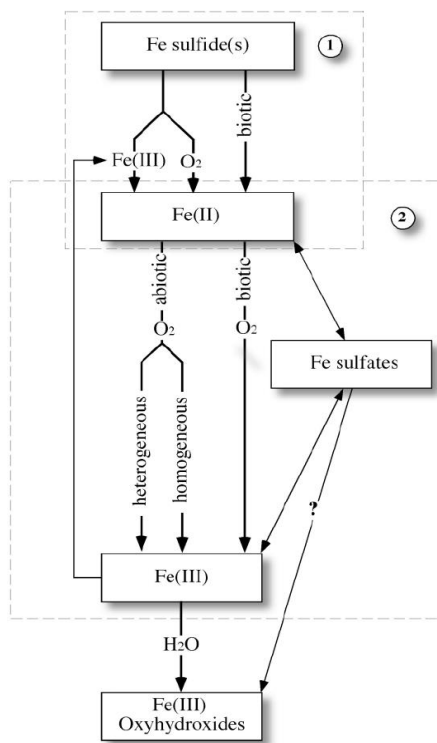 Fe sulfide(s)
1
biotic
Fe(III)
O2
Fe(II)
2
abiotic
biotic
O2
O2
Fe sulfates
heterogeneous
homogeneous
?
Fe(III)
H2O
Fe(III)
Oxyhydroxides